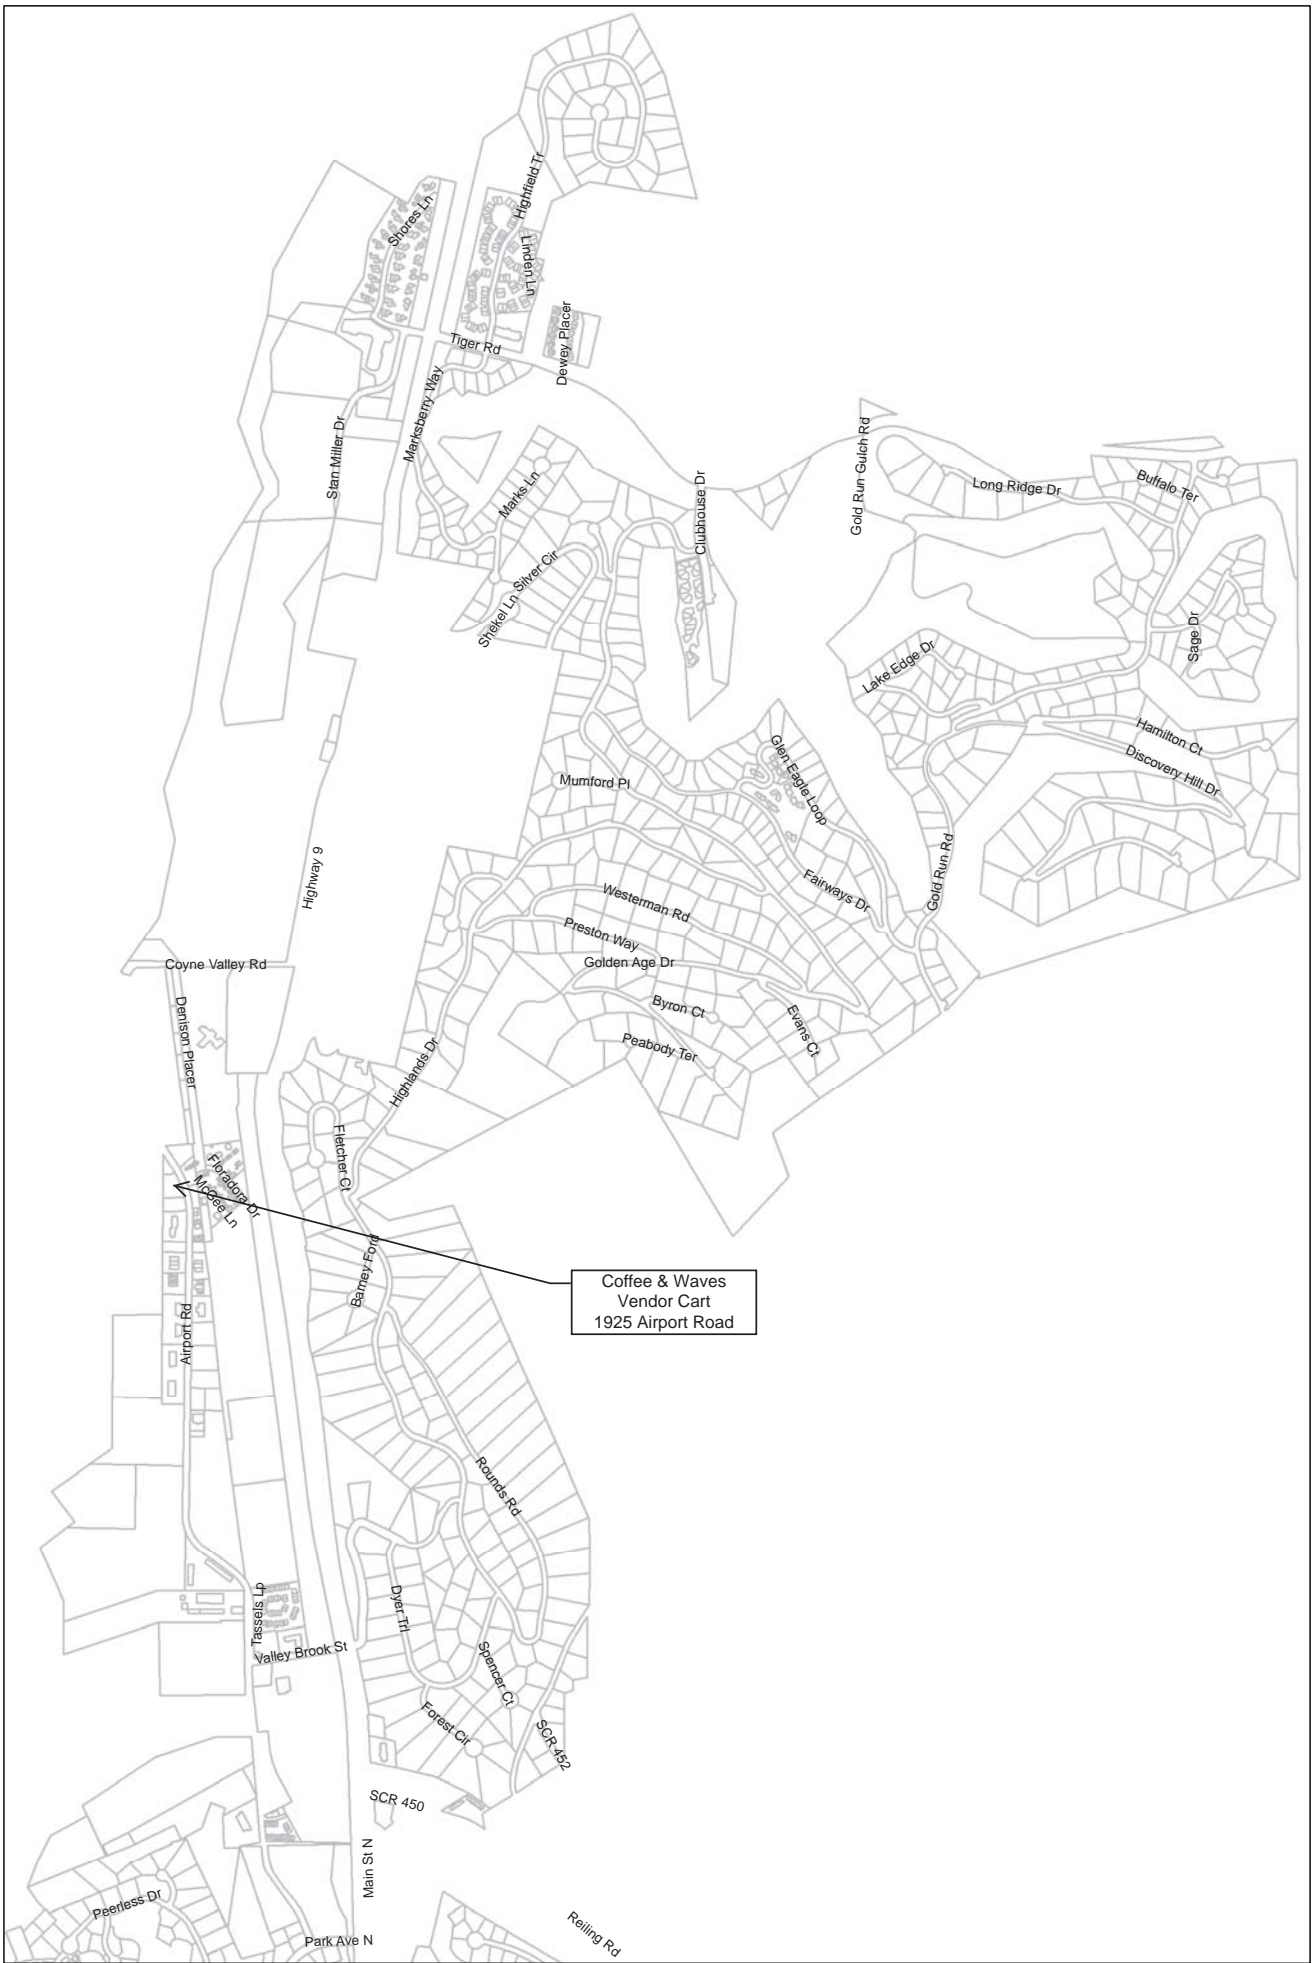 Highfield Tr
Shores Ln
Linden Ln
Dewey Placer
Tiger Rd
Marksberry Way
Stan Miller Dr
Gold Run Gulch Rd
Marks Ln
Clubhouse Dr
Long Ridge Dr
Buffalo Ter
Silver Cir
Shekel Ln
Sage Dr
Lake Edge Dr
Hamilton Ct
Discovery Hill Dr
Glen Eagle Loop
Mumford Pl
Highway 9
Gold Run Rd
Fairways Dr
Westerman Rd
Preston Way
Golden Age Dr
Coyne Valley Rd
Denison Placer
Byron Ct
Evans Ct
Peabody Ter
Highlands Dr
Fletcher Ct
Floradora Dr
McGee Ln
Barney Ford
Coffee & Waves
Vendor Cart
1925 Airport Road
Airport Rd
Rounds Rd
Dyer Trl
Tassels Lp
Valley Brook St
Spencer Ct
Forest Cir
SCR 452
SCR 450
Main St N
Peerless Dr
Park Ave N
Reiling Rd